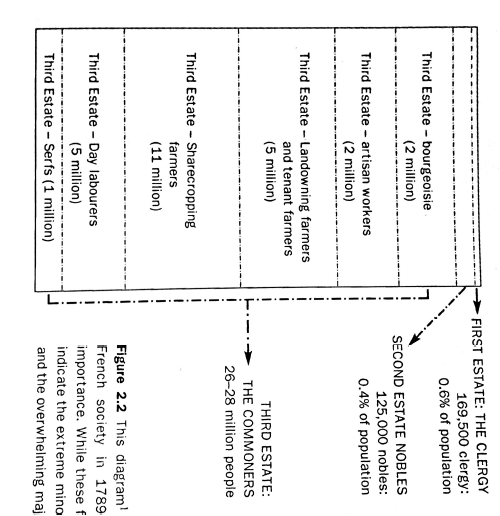 FIRST ESTATE: THE CLERGY
169,500 clergy:
0.6% of population
SECOND ESTATE NOBLES
125,000 nobles:
0.4% of population
Third Estate – bourgeoisie
(2 million)
Third Estate – artisan workers
(2 million)
Third Estate – Landowning farmers
and tenant farmers
(5 million)
THIRD ESTATE:
THE COMMONERS
26–28 million people
Third Estate – Sharecropping
farmers
(11 million)
Third Estate – Day labourers
(5 million)
Third Estate – Serfs (1 million)
Figure 2.2 This diagram¹
French society in 1789
importance. While these f
indicate the extreme mino
and the overwhelming maj